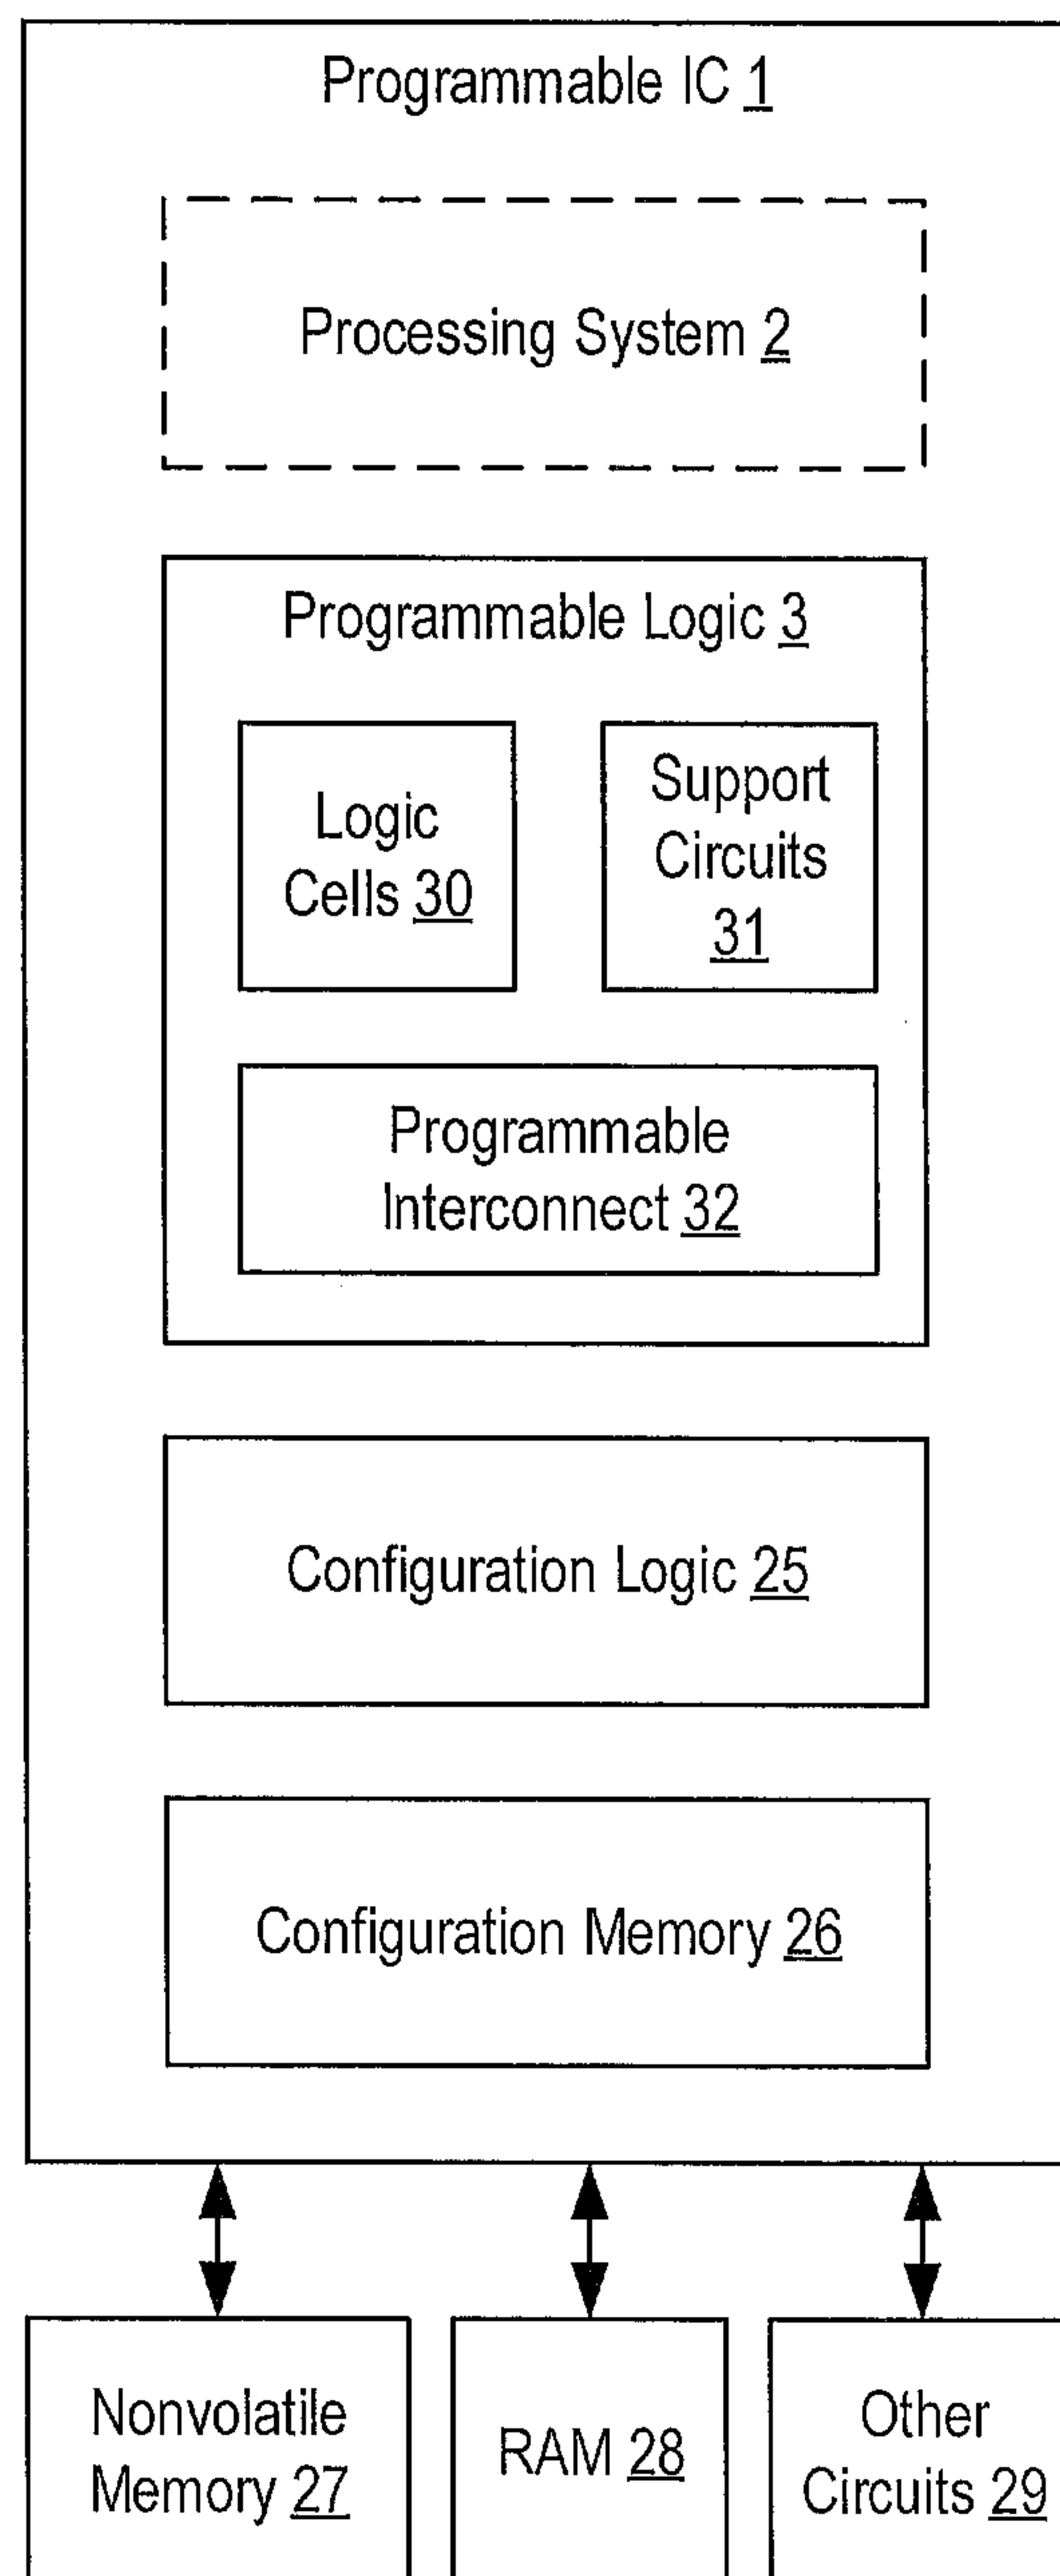 Programmable IC 1
Processing System 2
Programmable Logic 3
Logic
Cells 30
Support
Circuits
31
Programmable
Interconnect 32
Configuration Logic 25
Configuration Memory 26
Nonvolatile
Memory 27
RAM 28
Other
Circuits 29